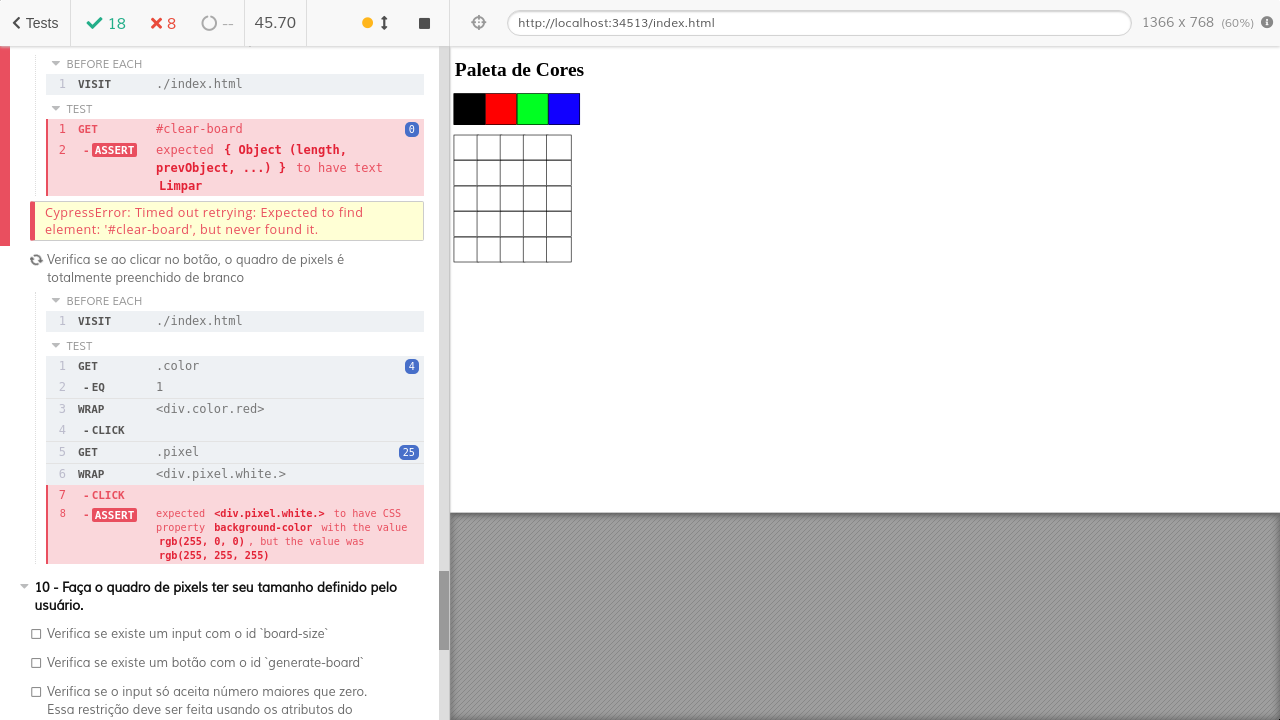 Tests 18 8 -- 45.70
http://localhost:34513/index.html 1366 x 768 (60%)
BEFORE EACH
1 VISIT ./index.html
TEST
1 GET #clear-board 0
2 - ASSERT expected { Object (length,
prevObject, ...) } to have text
Limpar
CypressError: Timed out retrying: Expected to find
element: '#clear-board', but never found it.
Verifica se ao clicar no botão, o quadro de pixels é
totalmente preenchido de branco
BEFORE EACH
1 VISIT ./index.html
TEST
1 GET .color 4
2 - EQ 1
3 WRAP <div.color.red>
4 - CLICK
5 GET .pixel 25
6 WRAP <div.pixel.white.>
7 - CLICK
8 - ASSERT expected <div.pixel.white.> to have CSS
property background-color with the value
rgb(255, 0, 0) , but the value was
rgb(255, 255, 255)
10 - Faça o quadro de pixels ter seu tamanho definido pelo
usuário.
Verifica se existe um input com o id `board-size`
Verifica se existe um botão com o id `generate-board`
Verifica se o input só aceita número maiores que zero.
Essa restrição deve ser feita usando os atributos do
Paleta de Cores